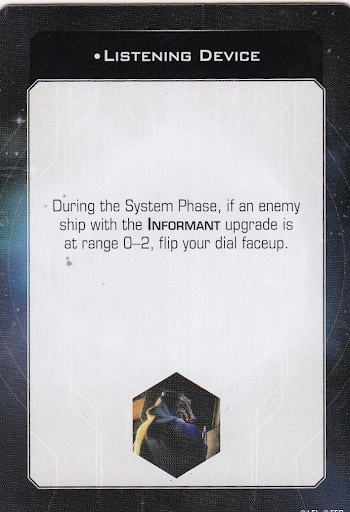 •LISTENING DEVICE
During the System Phase, if an enemy
ship with the INFORMANT upgrade is
at range 0–2, flip your dial faceup.